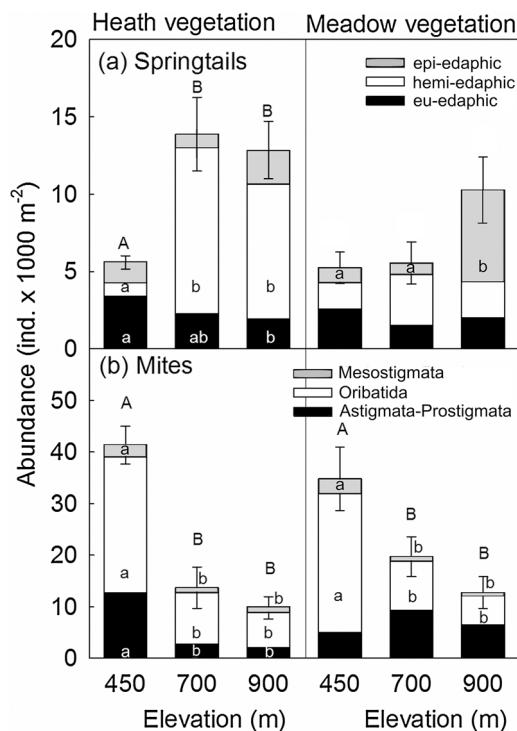 Heath vegetation Meadow vegetation
20
(a) Springtails
epi-edaphic
hemi-edaphic
eu-edaphic
B
B
15
10
A
5
a
b
b
a
a
b
a
ab
b
0
Abundance (ind. x 1000 m-2)
(b) Mites
Mesostigmata
Oribatida
Astigmata-Prostigmata
50
A
A
40
a
a
30
B
B
20
B
B
b
b
b
b
10
a
b
b
a
b
b
a
b
b
0
450 700 900 450 700 900
Elevation (m) Elevation (m)